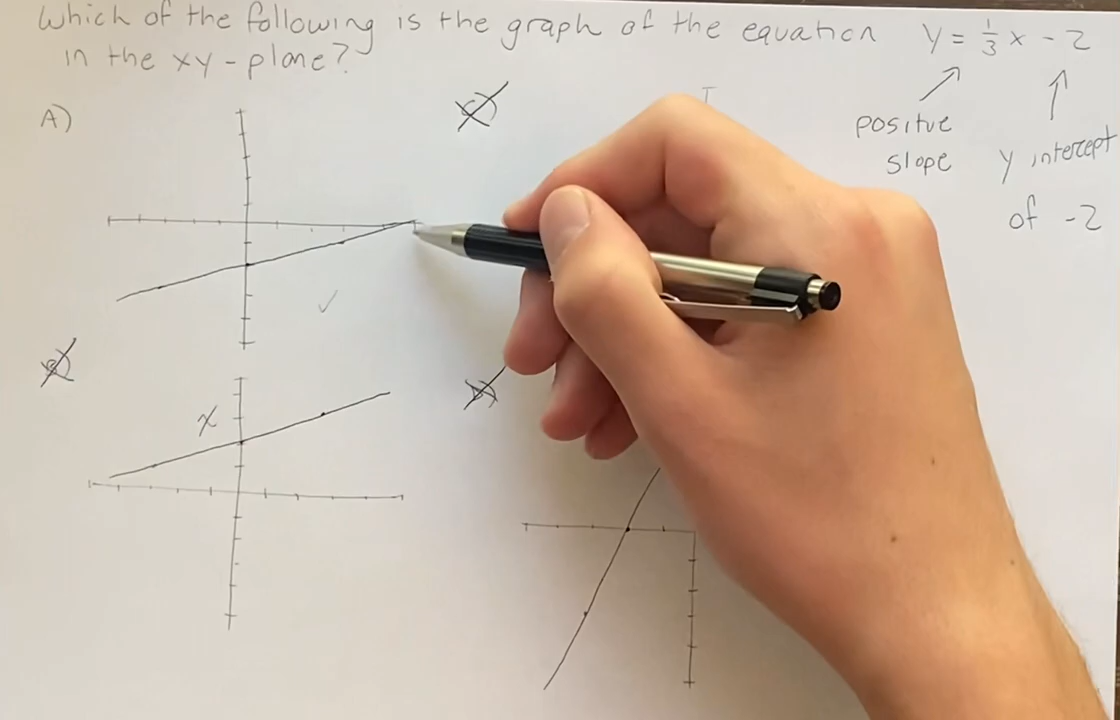 Which of the following is the graph of the equation
in the xy-plane?
y = 1/3 x - 2
positive
slope
y intercept
of -2
A)
C)
B)
x
D)